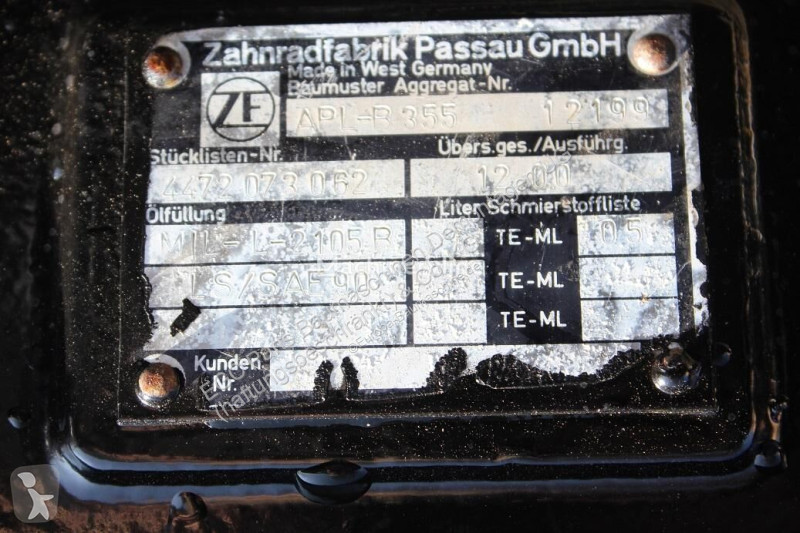 Zahnradfabrik Passau GmbH
Made in West Germany
Baumuster Aggregat-Nr.
ZF
APL-B 355 12199
Stücklisten-Nr. Übers.ges./Ausführg.
4472 073 062 12.00
Ölfüllung Liter Schmierstoffliste
MIL-L-2105 B TE-ML 05
LS/SAE90 TE-ML
TE-ML
Kunden
Nr.